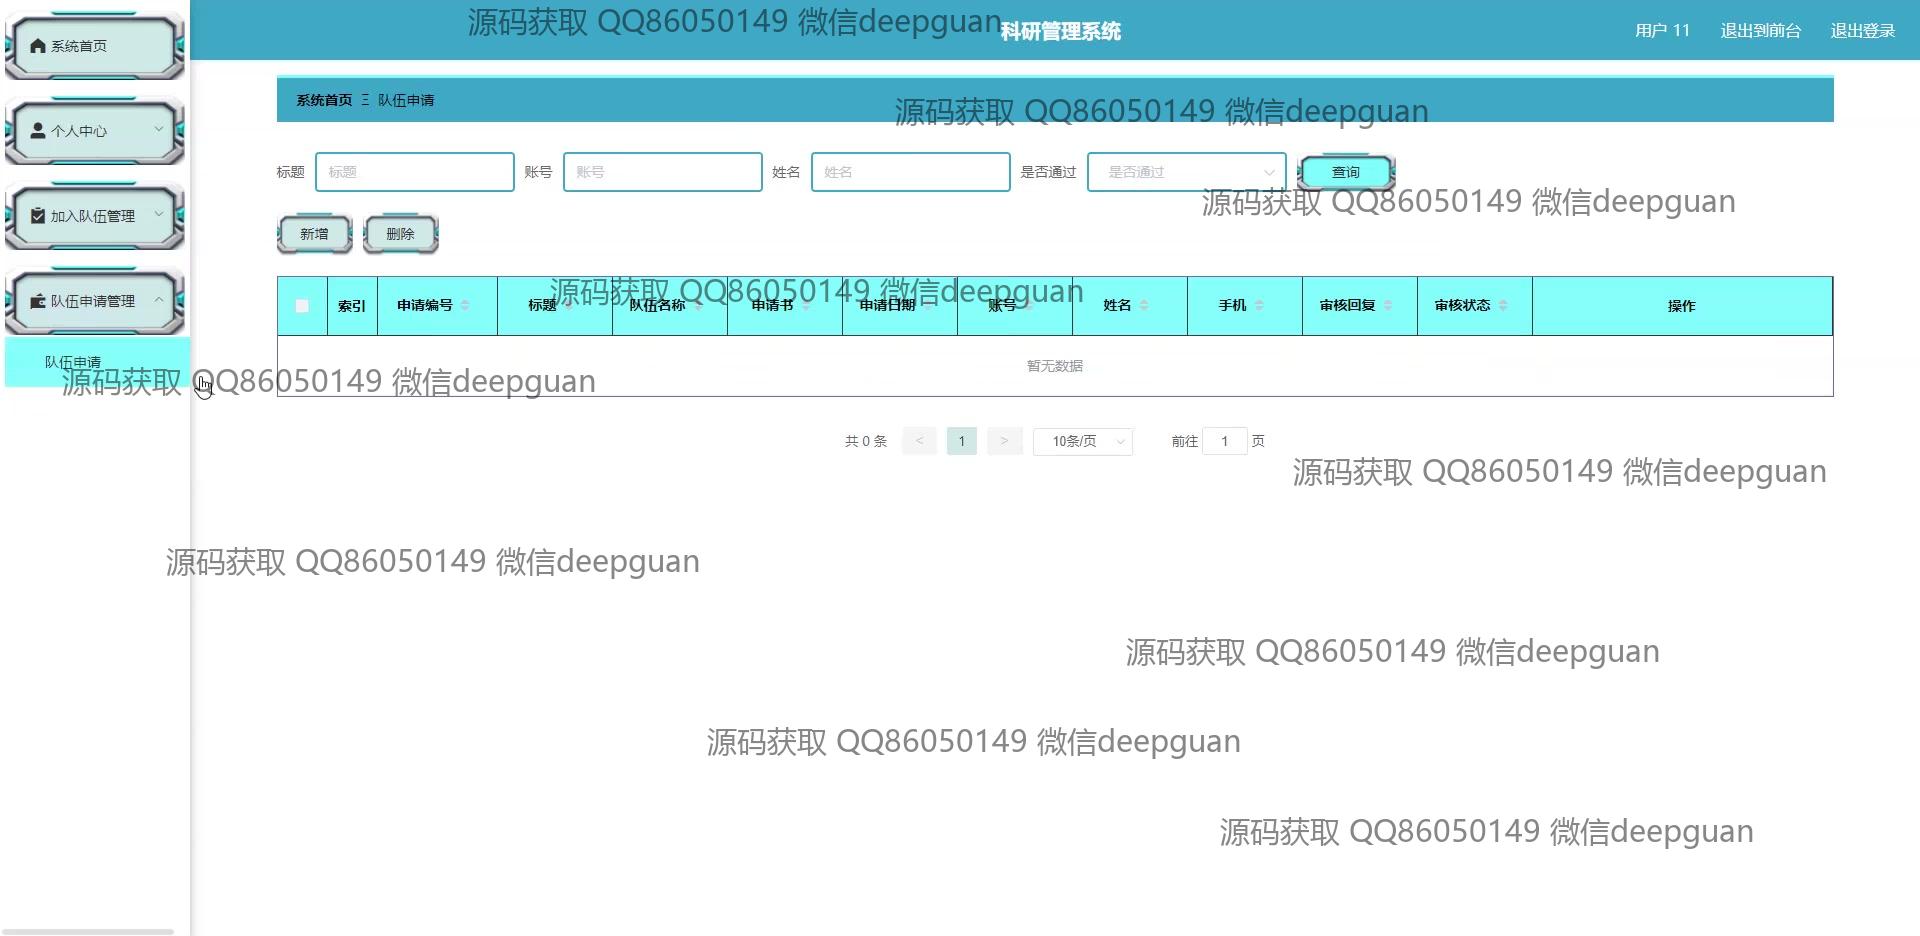 源码获取 QQ86050149 微信deepguan
科研管理系统
用户 11 退出到前台 退出登录
系统首页
个人中心
加入队伍管理
队伍申请管理
队伍申请
系统首页 Ξ 队伍申请
源码获取 QQ86050149 微信deepguan
标题 标题 账号 账号 姓名 姓名 是否通过 是否通过 查询
源码获取 QQ86050149 微信deepguan
新增 删除
源码获取 QQ86050149 微信deepguan
索引 申请编号 标题 队伍名称 申请书 申请日期 账号 姓名 手机 审核回复 审核状态 操作
暂无数据
源码获取 QQ86050149 微信deepguan
共 0 条 < 1 > 10条/页 前往 1 页
源码获取 QQ86050149 微信deepguan
源码获取 QQ86050149 微信deepguan
源码获取 QQ86050149 微信deepguan
源码获取 QQ86050149 微信deepguan
源码获取 QQ86050149 微信deepguan